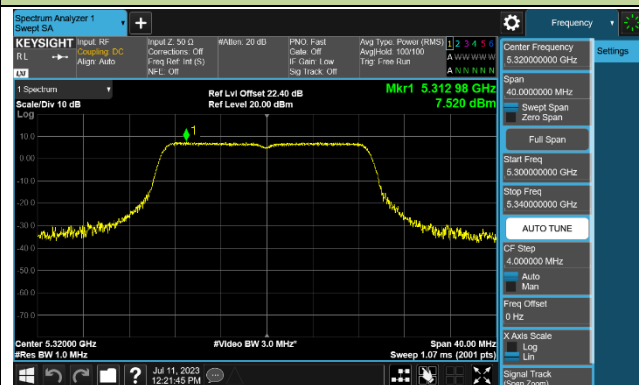 Spectrum Analyzer 1
Swept SA
+
Frequency
KEYSIGHT
RL
LXI
Input: RF
Coupling: DC
Align: Auto
Input Z: 50 Ω
Corrections: Off
Freq Ref: Int (S)
NFE: Off
#Atten: 20 dB
PNO: Fast
Gate: Off
IF Gain: Low
Sig Track: Off
Avg Type: Power (RMS)
Avg|Hold: 100/100
Trig: Free Run
1 2 3 4 5 6
A W W W W W
A N N N N N
1 Spectrum
Scale/Div 10 dB
Log
Ref Lvl Offset 22.40 dB
Ref Level 20.00 dBm
Mkr1 5.312 98 GHz
7.520 dBm
1
10.0
0.00
-10.0
-20.0
-30.0
-40.0
-50.0
-60.0
-70.0
Center 5.32000 GHz
#Res BW 1.0 MHz
#Video BW 3.0 MHz*
Span 40.00 MHz
Sweep 1.07 ms (2001 pts)
Center Frequency
5.320000000 GHz
Settings
Span
40.0000000 MHz
Swept Span
Zero Span
Full Span
Start Freq
5.300000000 GHz
Stop Freq
5.340000000 GHz
AUTO TUNE
CF Step
4.000000 MHz
Auto
Man
Freq Offset
0 Hz
X Axis Scale
Log
Lin
Signal Track
(Span Zoom)
?
Jul 11, 2023
12:21:45 PM